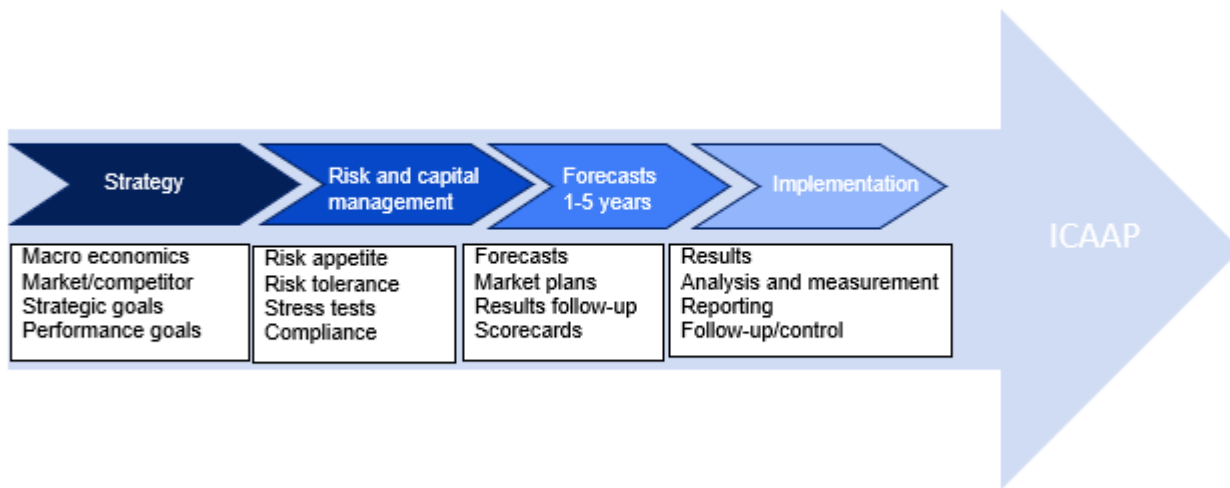 Strategy
Risk and capital
management
Forecasts
1-5 years
Implementation
ICAAP
Macro economics
Market/competitor
Strategic goals
Performance goals
Risk appetite
Risk tolerance
Stress tests
Compliance
Forecasts
Market plans
Results follow-up
Scorecards
Results
Analysis and measurement
Reporting
Follow-up/control